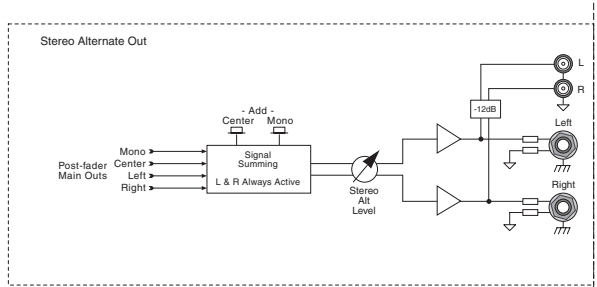 Stereo Alternate Out
L
R
-12dB
- Add -
Center Mono
Left
Mono
Center
Left
Right
Post-fader
Main Outs
Signal
Summing
L & R Always Active
Stereo
Alt
Level
Right